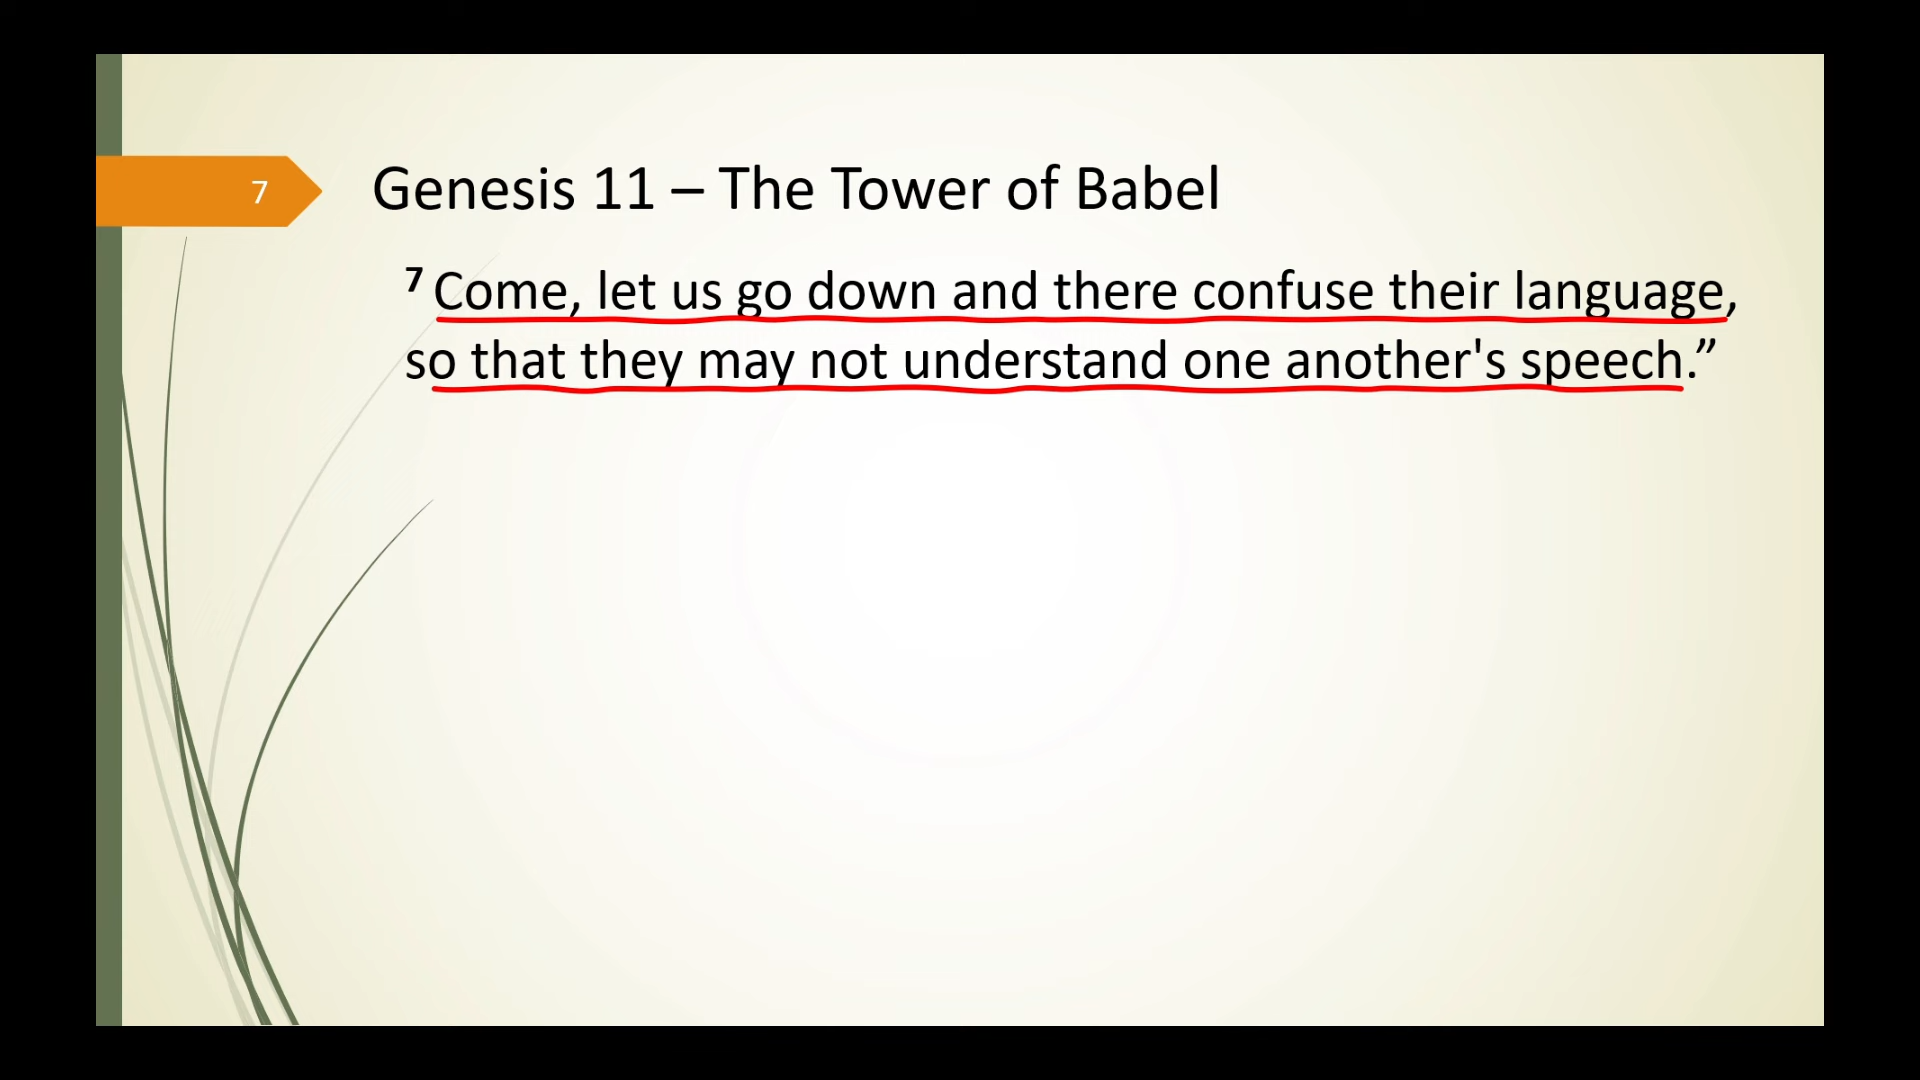 7
Genesis 11 – The Tower of Babel
7 Come, let us go down and there confuse their language,
so that they may not understand one another's speech.”